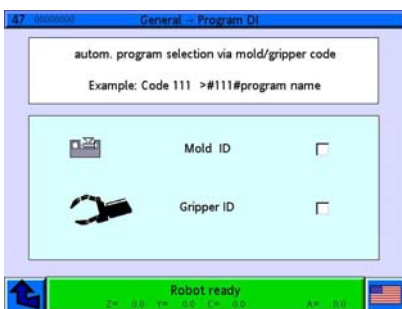 47 00000000 General → Program DI
autom. program selection via mold/gripper code
Example: Code 111 >#111#program name
Mold ID
Gripper ID
Robot ready
Z= 0.0 Y= 0.0 C= 0.0 A= 0.0